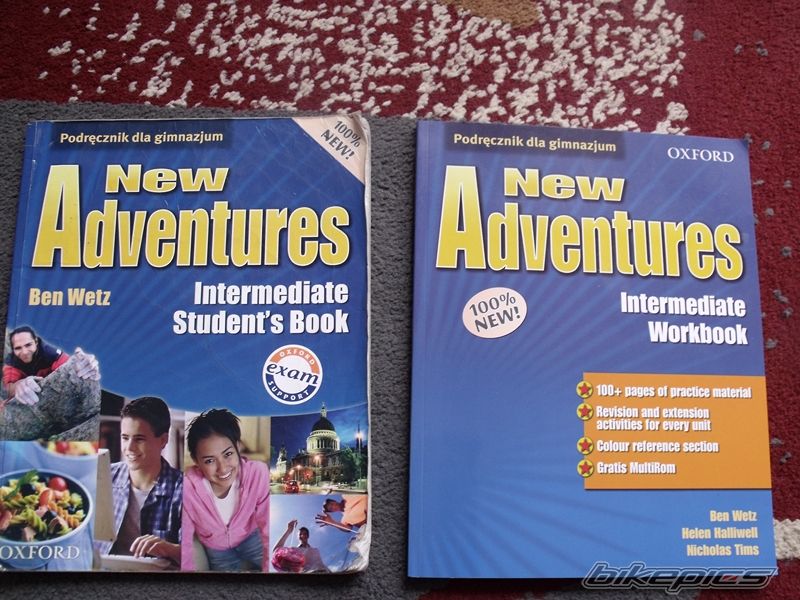 Podręcznik dla gimnazjum
100%
NEW!
New
Adventures
Ben Wetz
Intermediate
Student's Book
OXFORD
exam
SUPPORT
OXFORD
Podręcznik dla gimnazjum
OXFORD
New
Adventures
100%
NEW!
Intermediate
Workbook
100+ pages of practice material
Revision and extension
activities for every unit
Colour reference section
Gratis MultiRom
Ben Wetz
Helen Halliwell
Nicholas Tims
bikepics